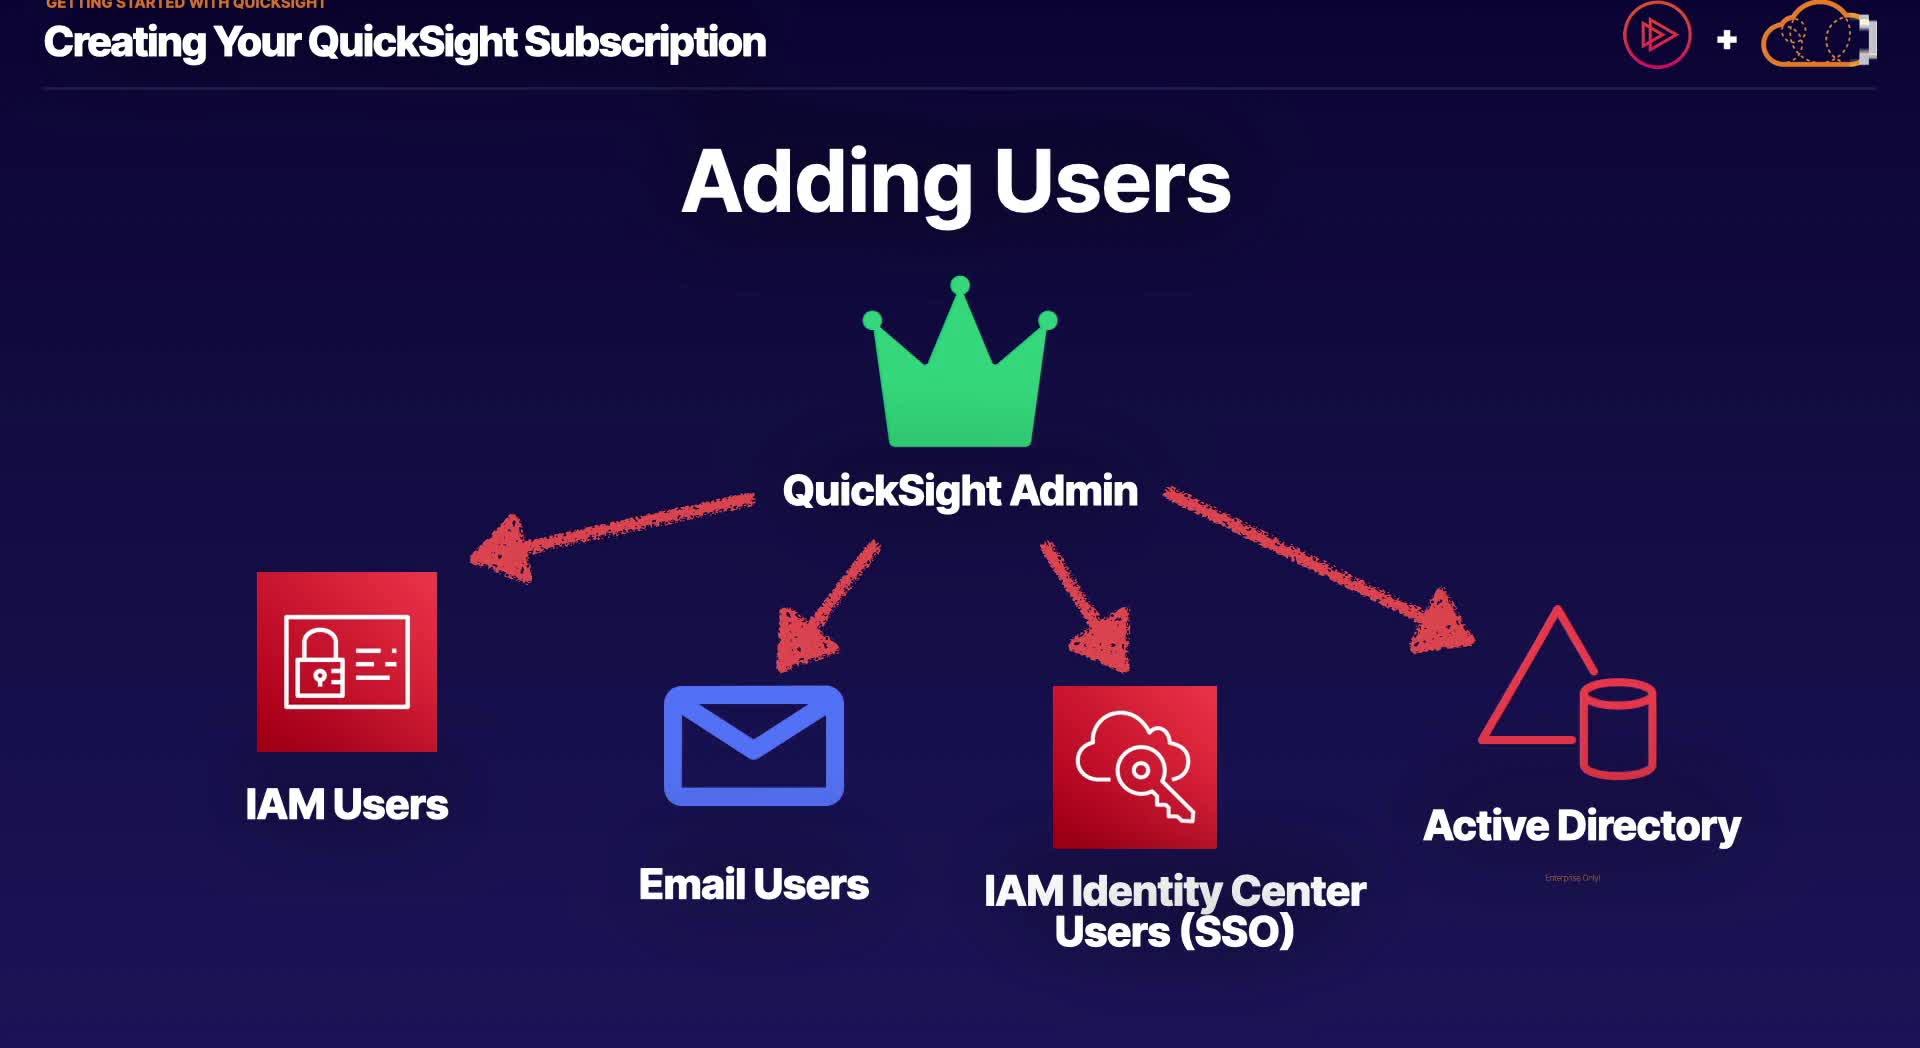 GETTING STARTED WITH QUICKSIGHT
Creating Your QuickSight Subscription
Adding Users
QuickSight Admin
IAM Users
Email Users
IAM Identity Center
Users (SSO)
Active Directory
Enterprise Only!